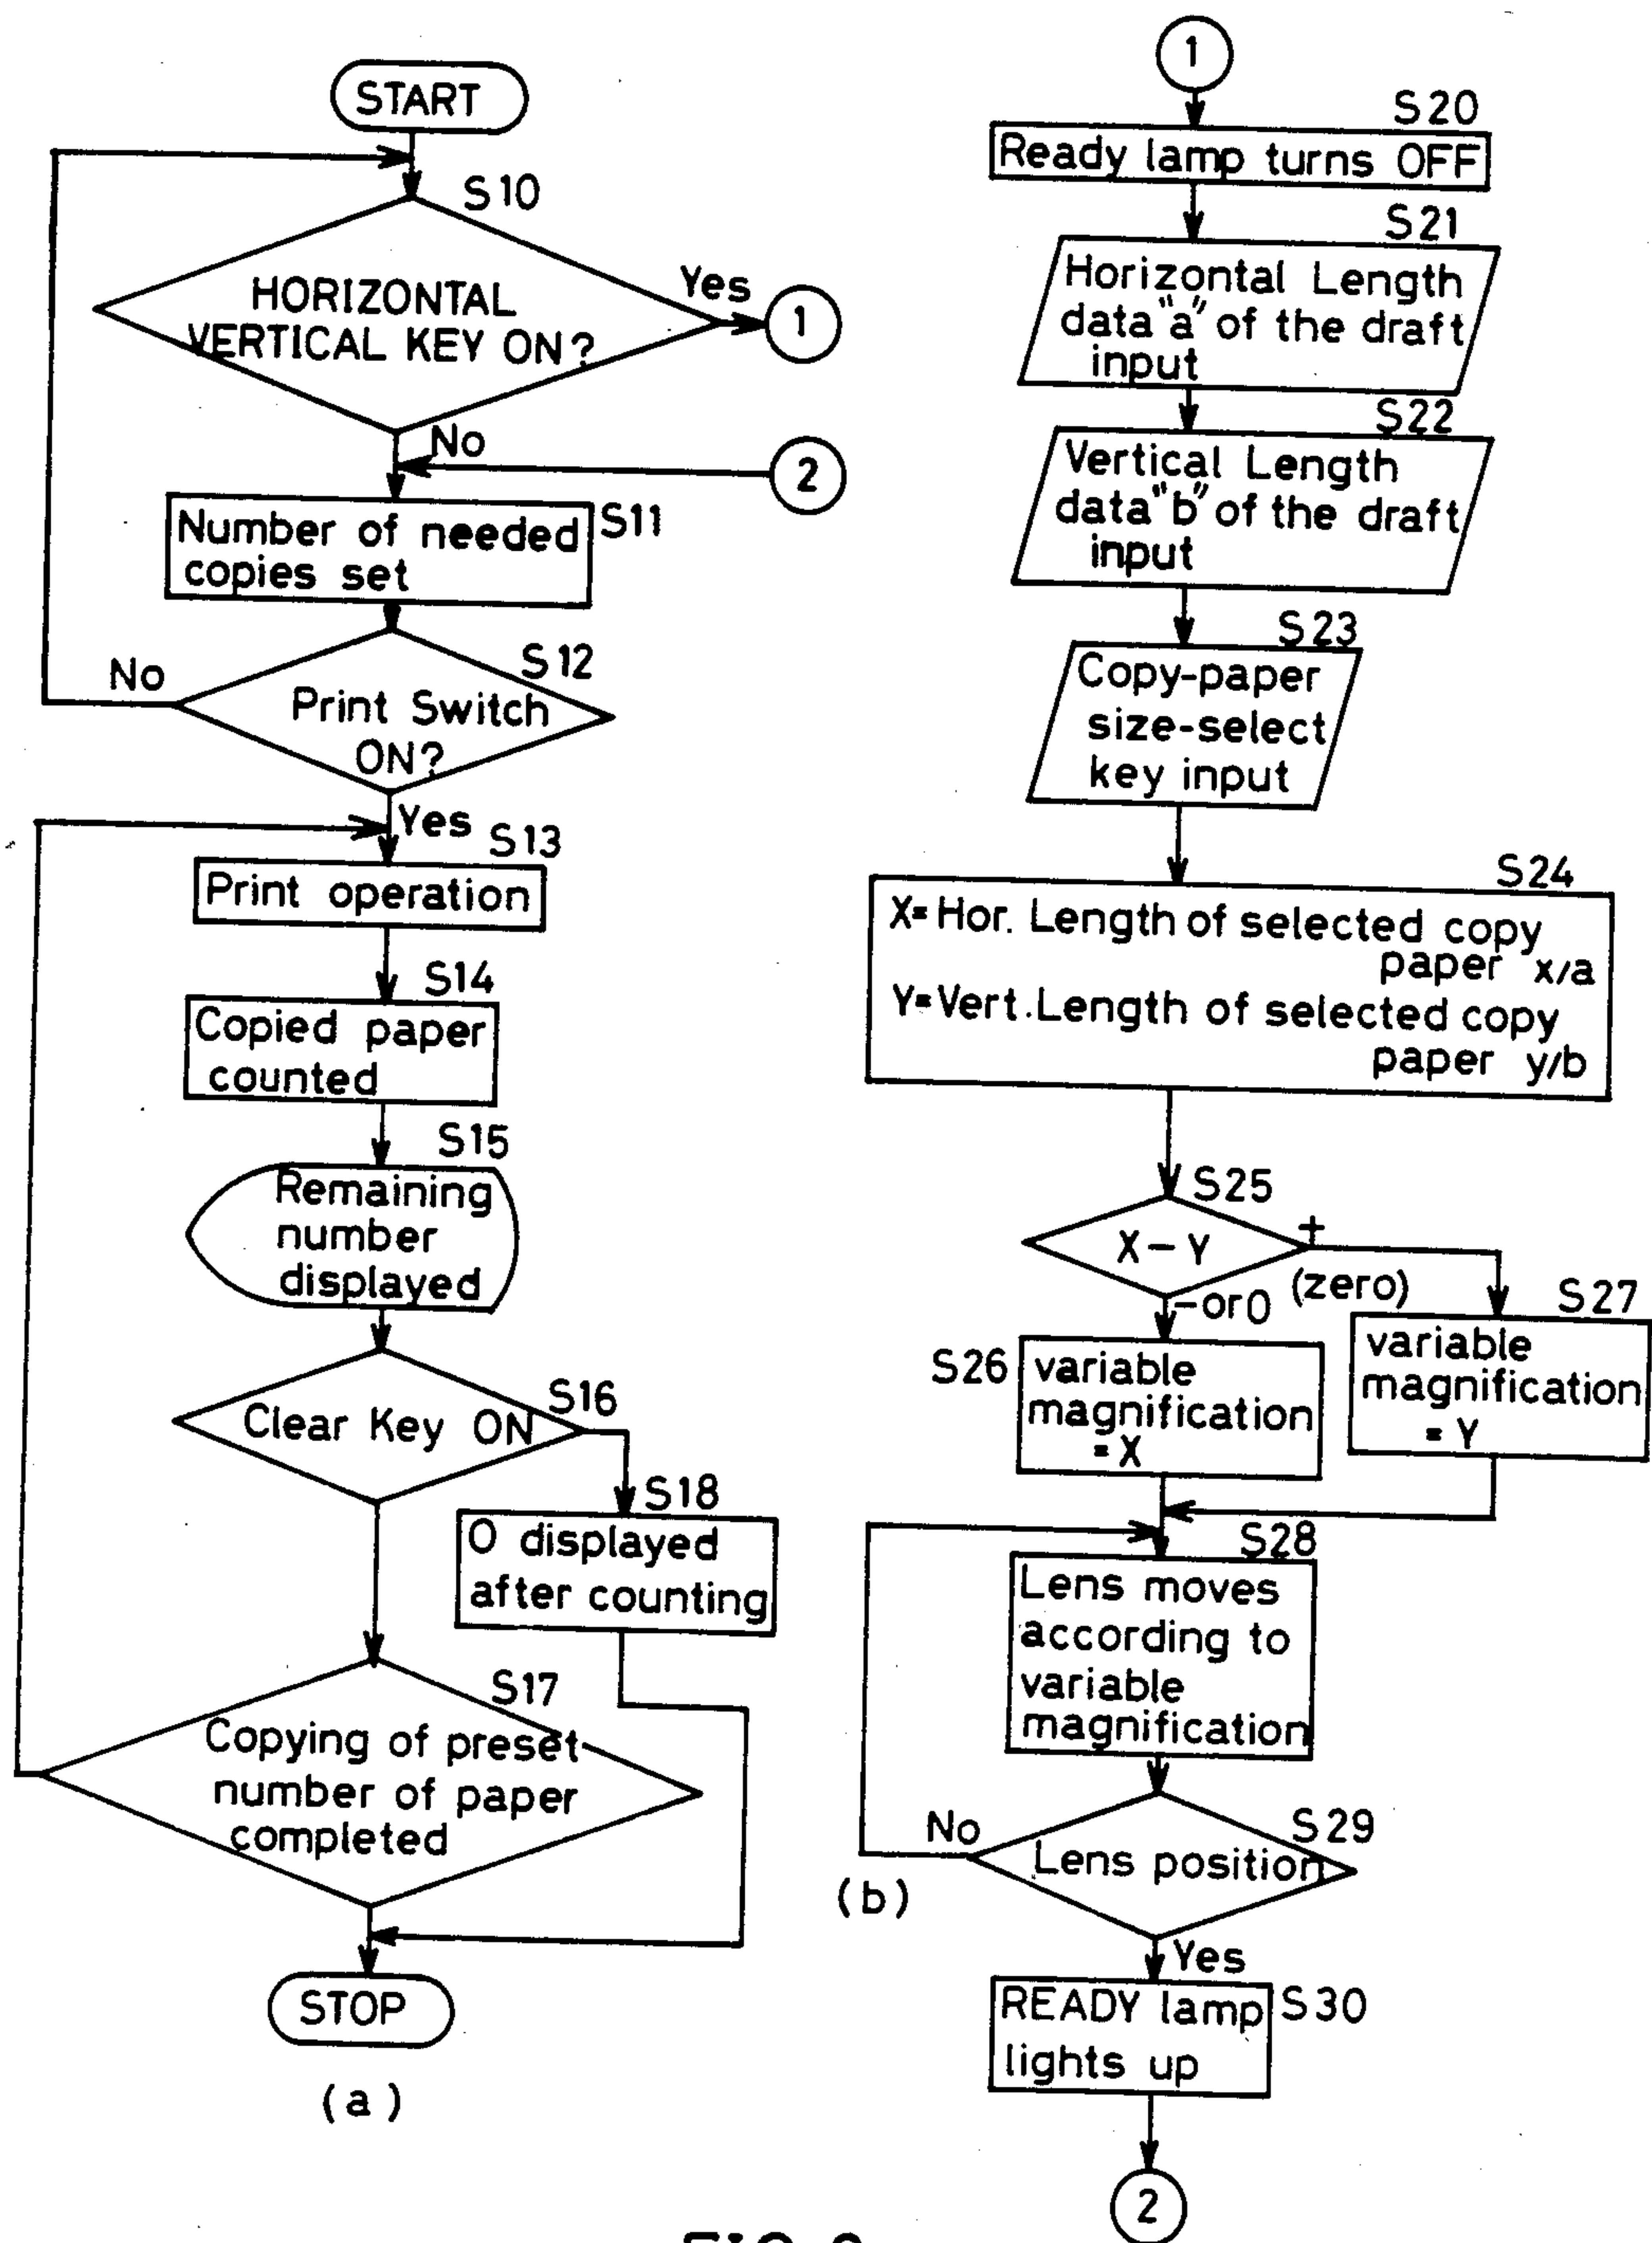 START
S10
HORIZONTAL
VERTICAL KEY ON?
Yes
1
No
2
Number of needed
copies set
S11
S12
No
Print Switch
ON?
Yes
S13
Print operation
S14
Copied paper
counted
S15
Remaining
number
displayed
S16
Clear Key ON
S18
O displayed
after counting
S17
Copying of preset
number of paper
completed
STOP
(a)
1
S20
Ready lamp turns OFF
S21
Horizontal Length
data "a" of the draft
input
S22
Vertical Length
data "b" of the draft
input
S23
Copy-paper
size-select
key input
S24
X= Hor. Length of selected copy
paper x/a
Y= Vert. Length of selected copy
paper y/b
S25
X-Y
+
(zero)
-or0
S27
variable
magnification
= Y
S26
variable
magnification
= X
S28
Lens moves
according to
variable
magnification
S29
No
Lens position
(b)
Yes
READY lamp
lights up
S30
2